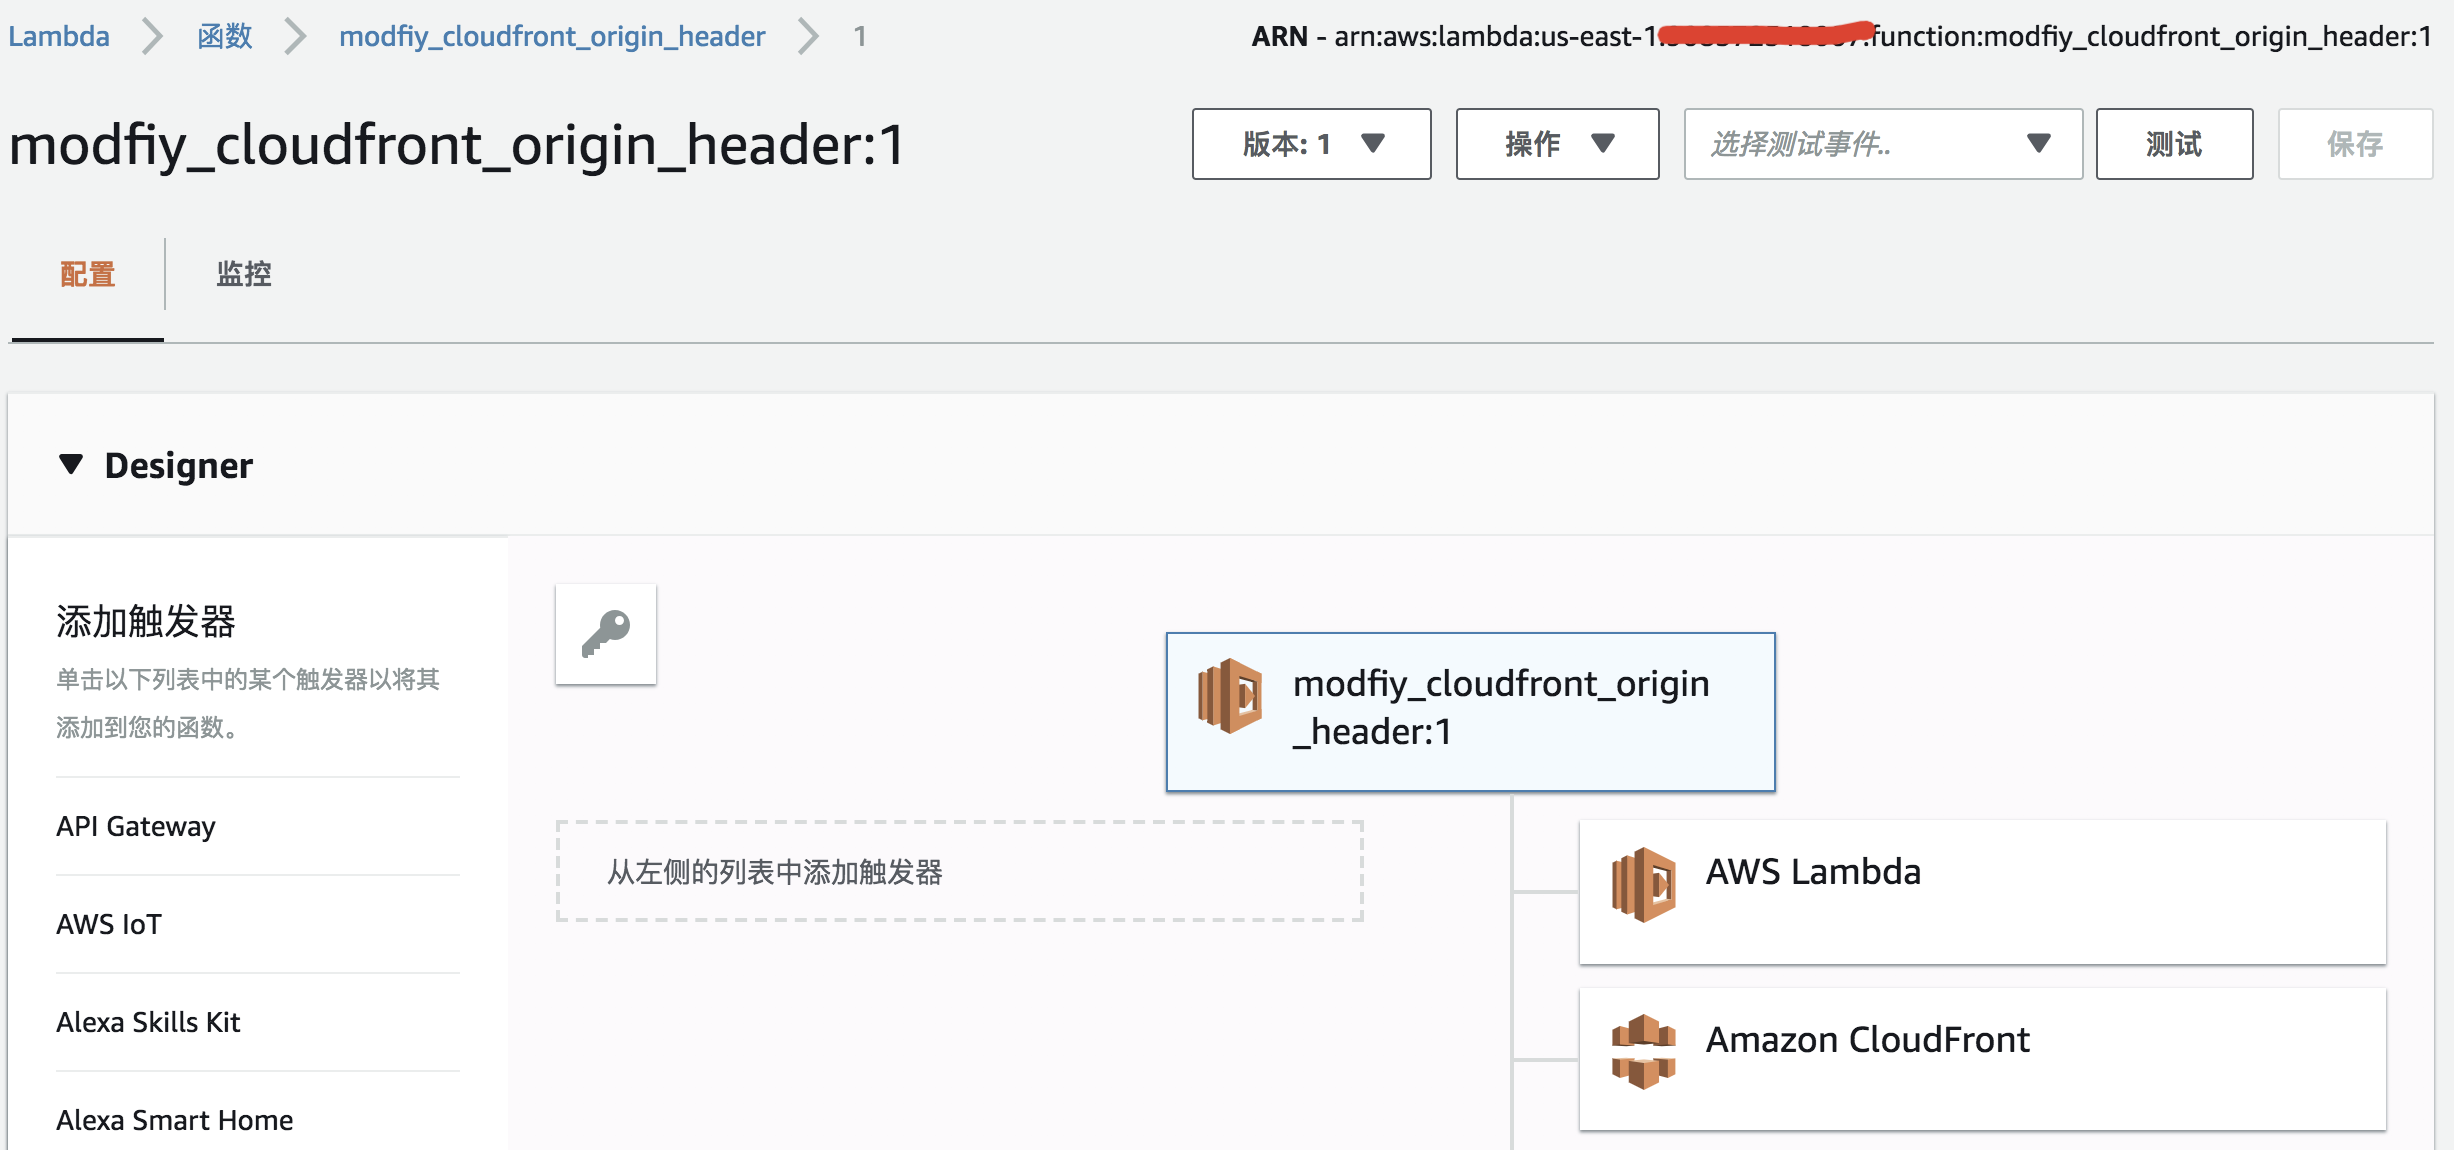 Lambda 函数 modfiy_cloudfront_origin_header 1
ARN - arn:aws:lambda:us-east-1 function:modfiy_cloudfront_origin_header:1
modfiy_cloudfront_origin_header:1
版本: 1 操作 选择测试事件.. 测试 保存
配置 监控
Designer
添加触发器
单击以下列表中的某个触发器以将其
添加到您的函数。
API Gateway
AWS IoT
Alexa Skills Kit
Alexa Smart Home
modfiy_cloudfront_origin
_header:1
从左侧的列表中添加触发器
AWS Lambda
Amazon CloudFront